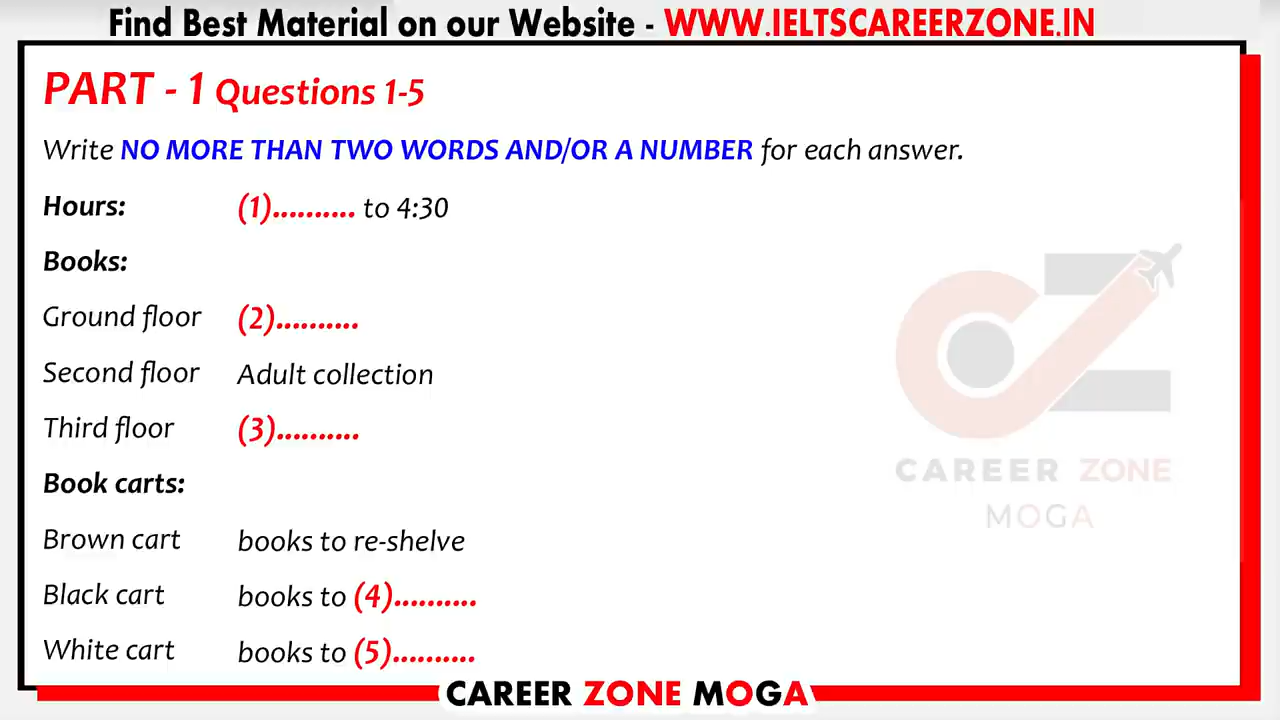 Find Best Material on our Website - WWW.IELTSCAREERZONE.IN
PART - 1 Questions 1-5
Write NO MORE THAN TWO WORDS AND/OR A NUMBER for each answer.
Hours: (1).......... to 4:30
Books:
Ground floor (2)..........
Second floor Adult collection
Third floor (3)..........
Book carts:
Brown cart books to re-shelve
Black cart books to (4)..........
White cart books to (5)..........
CAREER ZONE
MOGA
CAREER ZONE MOGA